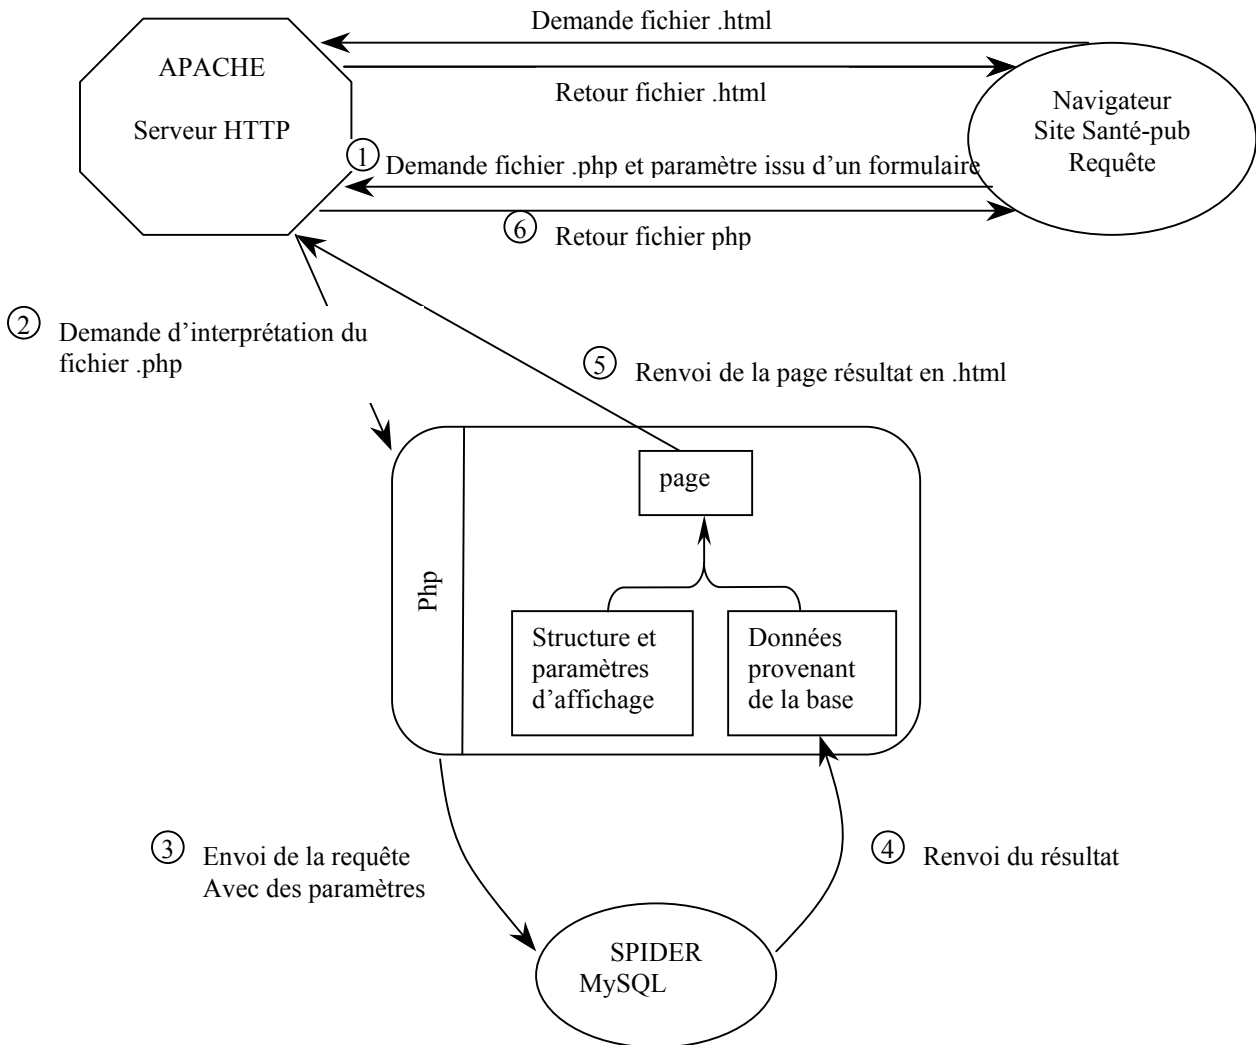 Demande fichier .html
APACHE
Serveur HTTP
Retour fichier .html
Navigateur
Site Santé-pub
Requête
1
Demande fichier .php et paramètre issu d’un formulaire
6
Retour fichier php
2
Demande d’interprétation du
fichier .php
5
Renvoi de la page résultat en .html
page
Php
Structure et
paramètres
d’affichage
Données
provenant
de la base
3
Envoi de la requête
Avec des paramètres
4
Renvoi du résultat
SPIDER
MySQL